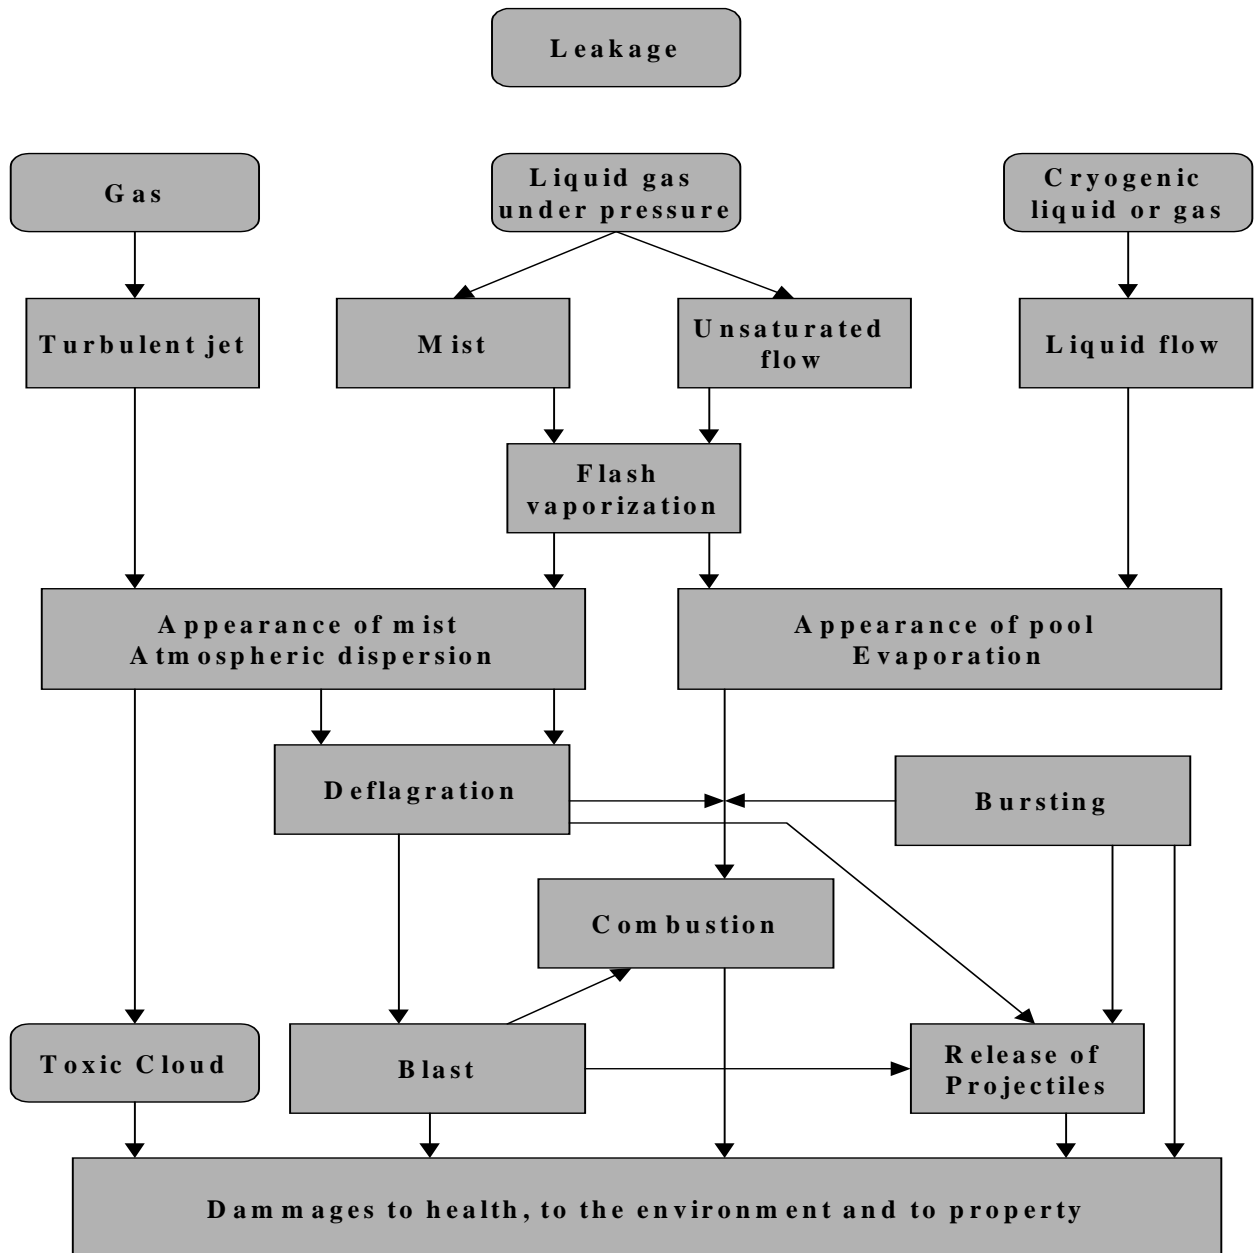 Leakage
Gas
Liquid gas
under pressure
Cryogenic
liquid or gas
Turbulent jet
Mist
Unsaturated
flow
Liquid flow
Flash
vaporization
Appearance of mist
Atmospheric dispersion
Appearance of pool
Evaporation
Deflagration
Bursting
Combustion
Toxic Cloud
Blast
Release of
Projectiles
Dammages to health, to the environment and to property